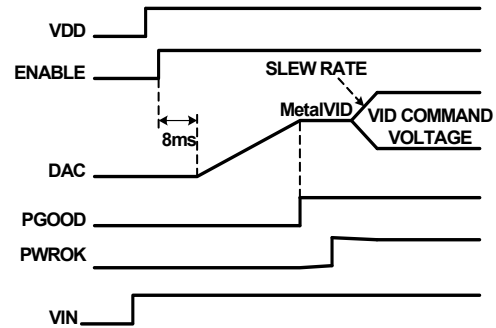 VDD
ENABLE
SLEW RATE
MetalVID
VID COMMAND
VOLTAGE
8ms
DAC
PGOOD
PWROK
VIN